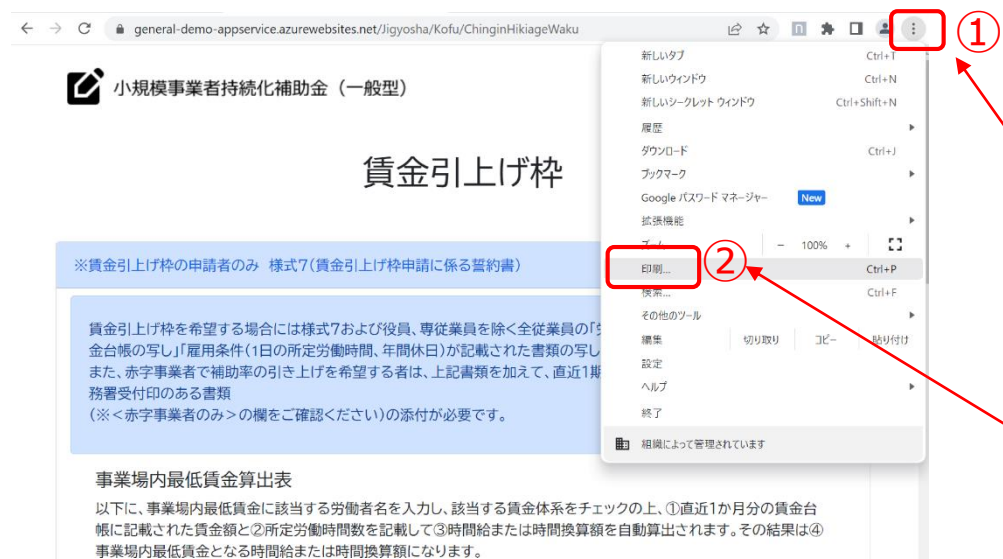 general-demo-appservice.azurewebsites.net/Jigyosha/Kofu/ChinginHikiageWaku
①
小規模事業者持続化補助金（一般型）
賃金引上げ枠
※賃金引上げ枠の申請者のみ 様式7(賃金引上げ枠申請に係る誓約書)
賃金引上げ枠を希望する場合には様式7および役員、専従業員を除く全従業員の「
金台帳の写し」「雇用条件(1日の所定労働時間、年間休日)が記載された書類の写し
また、赤字事業者で補助率の引き上げを希望する者は、上記書類を加えて、直近1期
務署受付印のある書類
(※<赤字事業者のみ>の欄をご確認ください)の添付が必要です。
事業場内最低賃金算出表
以下に、事業場内最低賃金に該当する労働者名を入力し、該当する賃金体系をチェックの上、①直近1か月分の賃金台
帳に記載された賃金額と②所定労働時間数を記載して③時間給または時間換算額を自動算出されます。その結果は④
事業場内最低賃金となる時間給または時間換算額になります。
新しいタブ Ctrl+T
新しいウィンドウ Ctrl+N
新しいシークレット ウィンドウ Ctrl+Shift+N
履歴
ダウンロード Ctrl+J
ブックマーク
Google パスワード マネージャー New
拡張機能
ズーム − 100% +
印刷... Ctrl+P
②
検索... Ctrl+F
その他のツール
編集 切り取り コピー 貼り付け
設定
ヘルプ
終了
組織によって管理されています